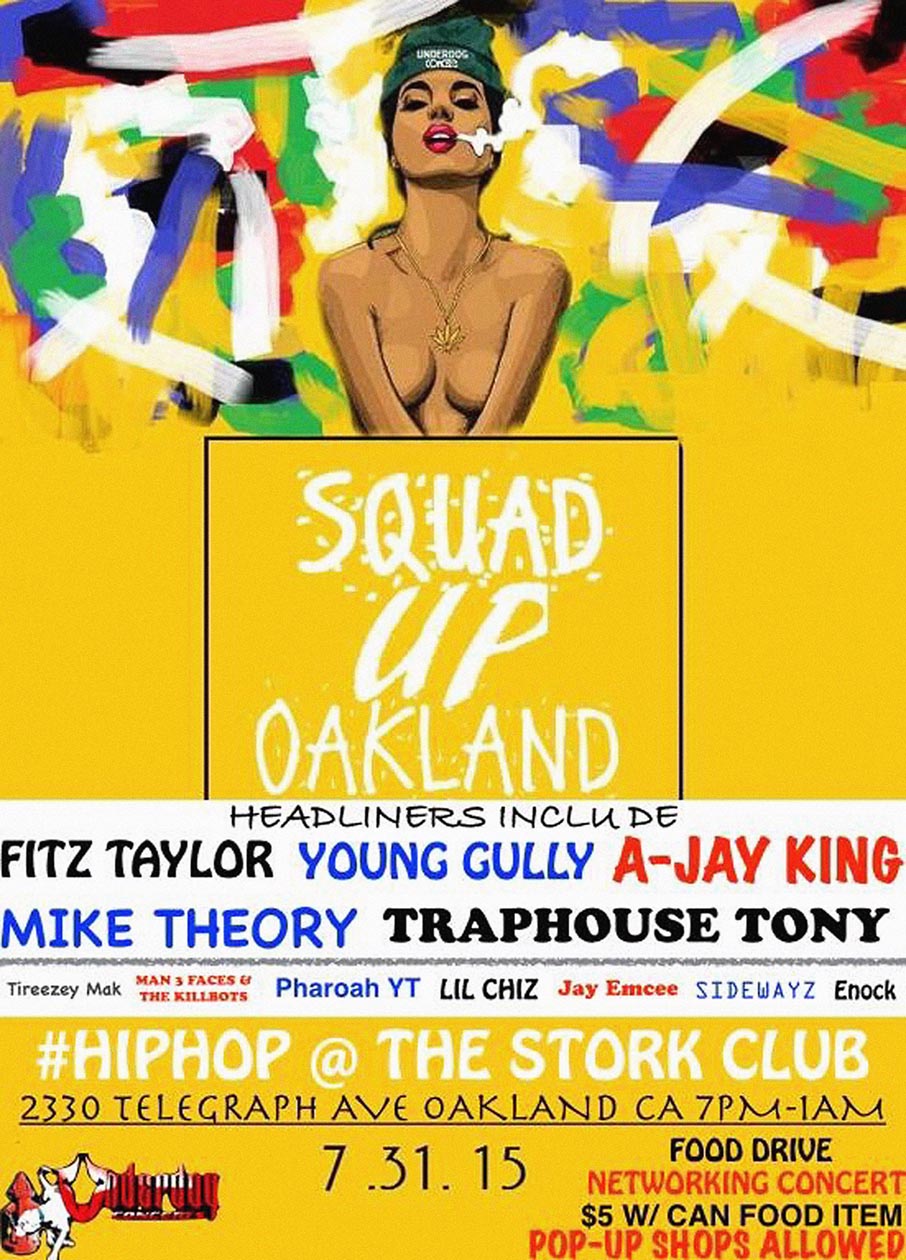 UNDERDOG
SQUAD
UP
OAKLAND
HEADLINERS INCLUDE
FITZ TAYLOR YOUNG GULLY A-JAY KING
MIKE THEORY TRAPHOUSE TONY
Tireezey Mak MAN 3 FACES & THE KILLBOTS Pharoah YT LIL CHIZ Jay Emcee SIDEWAYZ Enock
#HIPHOP @ THE STORK CLUB
2330 TELEGRAPH AVE OAKLAND CA 7PM-1AM
7.31.15
Underdog
FOOD DRIVE
NETWORKING CONCERT
$5 W/ CAN FOOD ITEM
POP-UP SHOPS ALLOWED